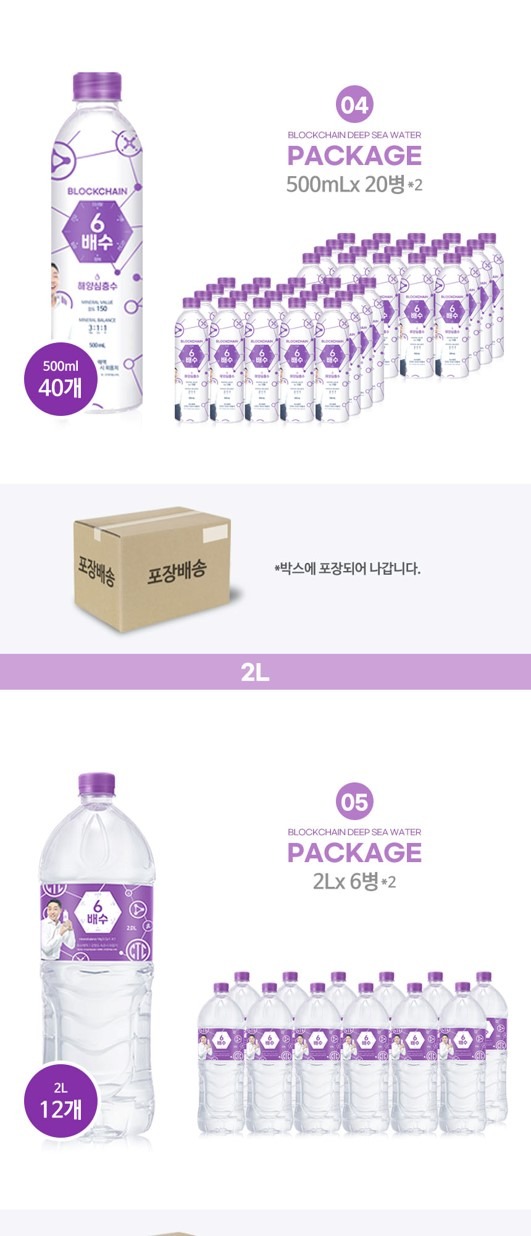 04
BLOCKCHAIN DEEP SEA WATER
PACKAGE
500mLx 20병*2
BLOCKCHAIN
6
배수
해양심층수
MINERAL VALUE
경도 150
MINERAL BALANCE
3:1:1
500mL
500ml
40개
포장배송
포장배송
*박스에 포장되어 나갑니다.
2L
05
BLOCKCHAIN DEEP SEA WATER
PACKAGE
2Lx 6병*2
6
배수
2.0L
CTC
2L
12개